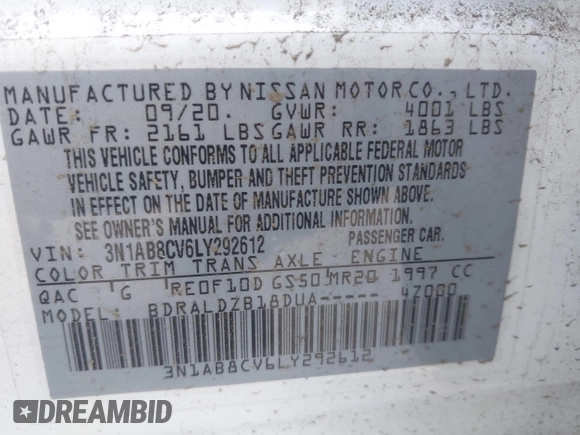 MANUFACTURED BY NISSAN MOTOR CO., LTD.
DATE: 09/20. GVWR: 4001 LBS
GAWR FR: 2161 LBS GAWR RR: 1863 LBS
THIS VEHICLE CONFORMS TO ALL APPLICABLE FEDERAL MOTOR
VEHICLE SAFETY, BUMPER AND THEFT PREVENTION STANDARDS
IN EFFECT ON THE DATE OF MANUFACTURE SHOWN ABOVE.
SEE OWNER'S MANUAL FOR ADDITIONAL INFORMATION.
VIN: 3N1AB8CV6LY292612 PASSENGER CAR.
COLOR TRIM TRANS AXLE ENGINE
QAC G RE0F10D GS50 MR20 1997 CC
MODEL: BDRALDZB18DUA----- 4Z000
3N1AB8CV6LY292612
DREAMBID